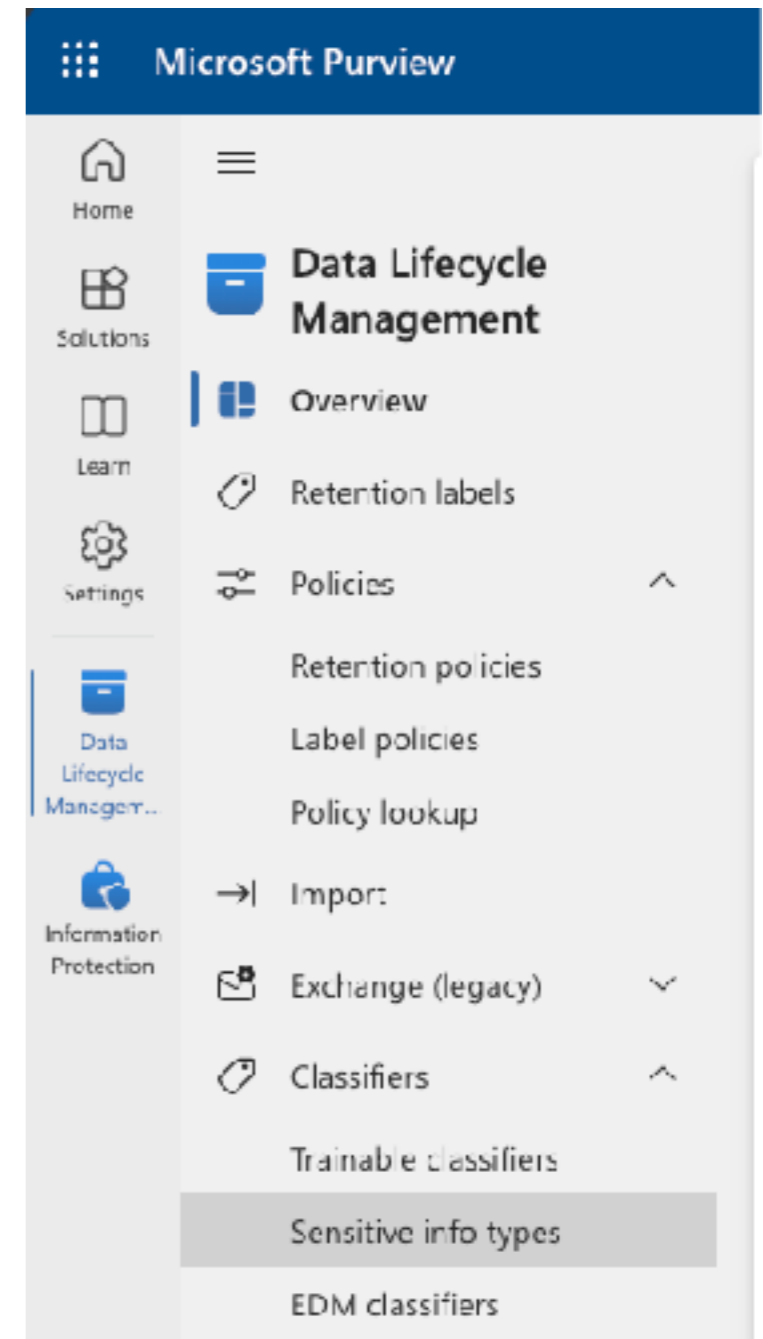 Microsoft Purview
Home
Solutions
Learn
Settings
Data
Lifecycle
Managem...
Information
Protection
Data Lifecycle
Management
Overview
Retention labels
Policies
Retention policies
Label policies
Policy lookup
Import
Exchange (legacy)
Classifiers
Trainable classifiers
Sensitive info types
EDM classifiers